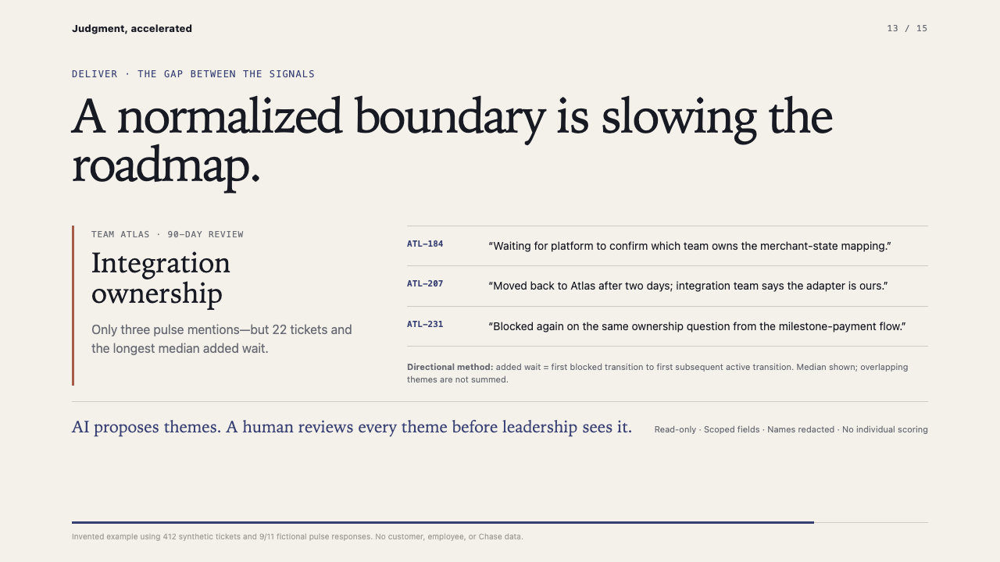 Judgment, accelerated
13 / 15
DELIVER · THE GAP BETWEEN THE SIGNALS
A normalized boundary is slowing the
roadmap.
TEAM ATLAS · 90–DAY REVIEW
Integration
ownership
Only three pulse mentions—but 22 tickets and
the longest median added wait.
ATL–184
“Waiting for platform to confirm which team owns the merchant-state mapping.”
ATL–207
“Moved back to Atlas after two days; integration team says the adapter is ours.”
ATL–231
“Blocked again on the same ownership question from the milestone-payment flow.”
Directional method: added wait = first blocked transition to first subsequent active transition. Median shown; overlapping
themes are not summed.
AI proposes themes. A human reviews every theme before leadership sees it.
Read-only · Scoped fields · Names redacted · No individual scoring
Invented example using 412 synthetic tickets and 9/11 fictional pulse responses. No customer, employee, or Chase data.